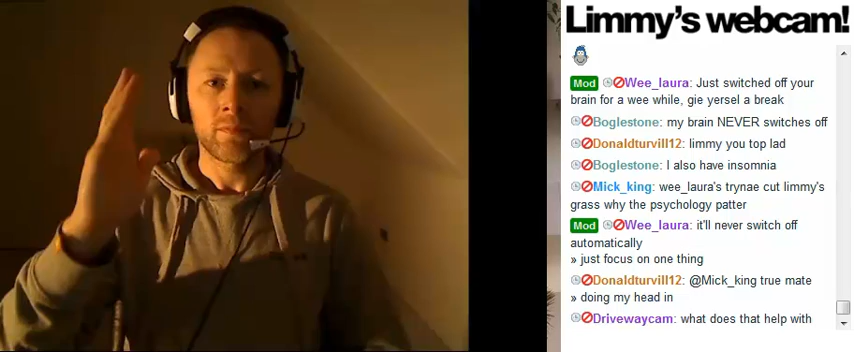 Limmy's webcam!
Mod Wee_laura: Just switched off your
brain for a wee while, gie yersel a break
Boglestone: my brain NEVER switches off
Donaldturvill12: limmy you top lad
Boglestone: I also have insomnia
Mick_king: wee_laura's trynae cut limmy's
grass why the psychology patter
Mod Wee_laura: it'll never switch off
automatically
» just focus on one thing
Donaldturvill12: @Mick_king true mate
» doing my head in
Drivewaycam: what does that help with